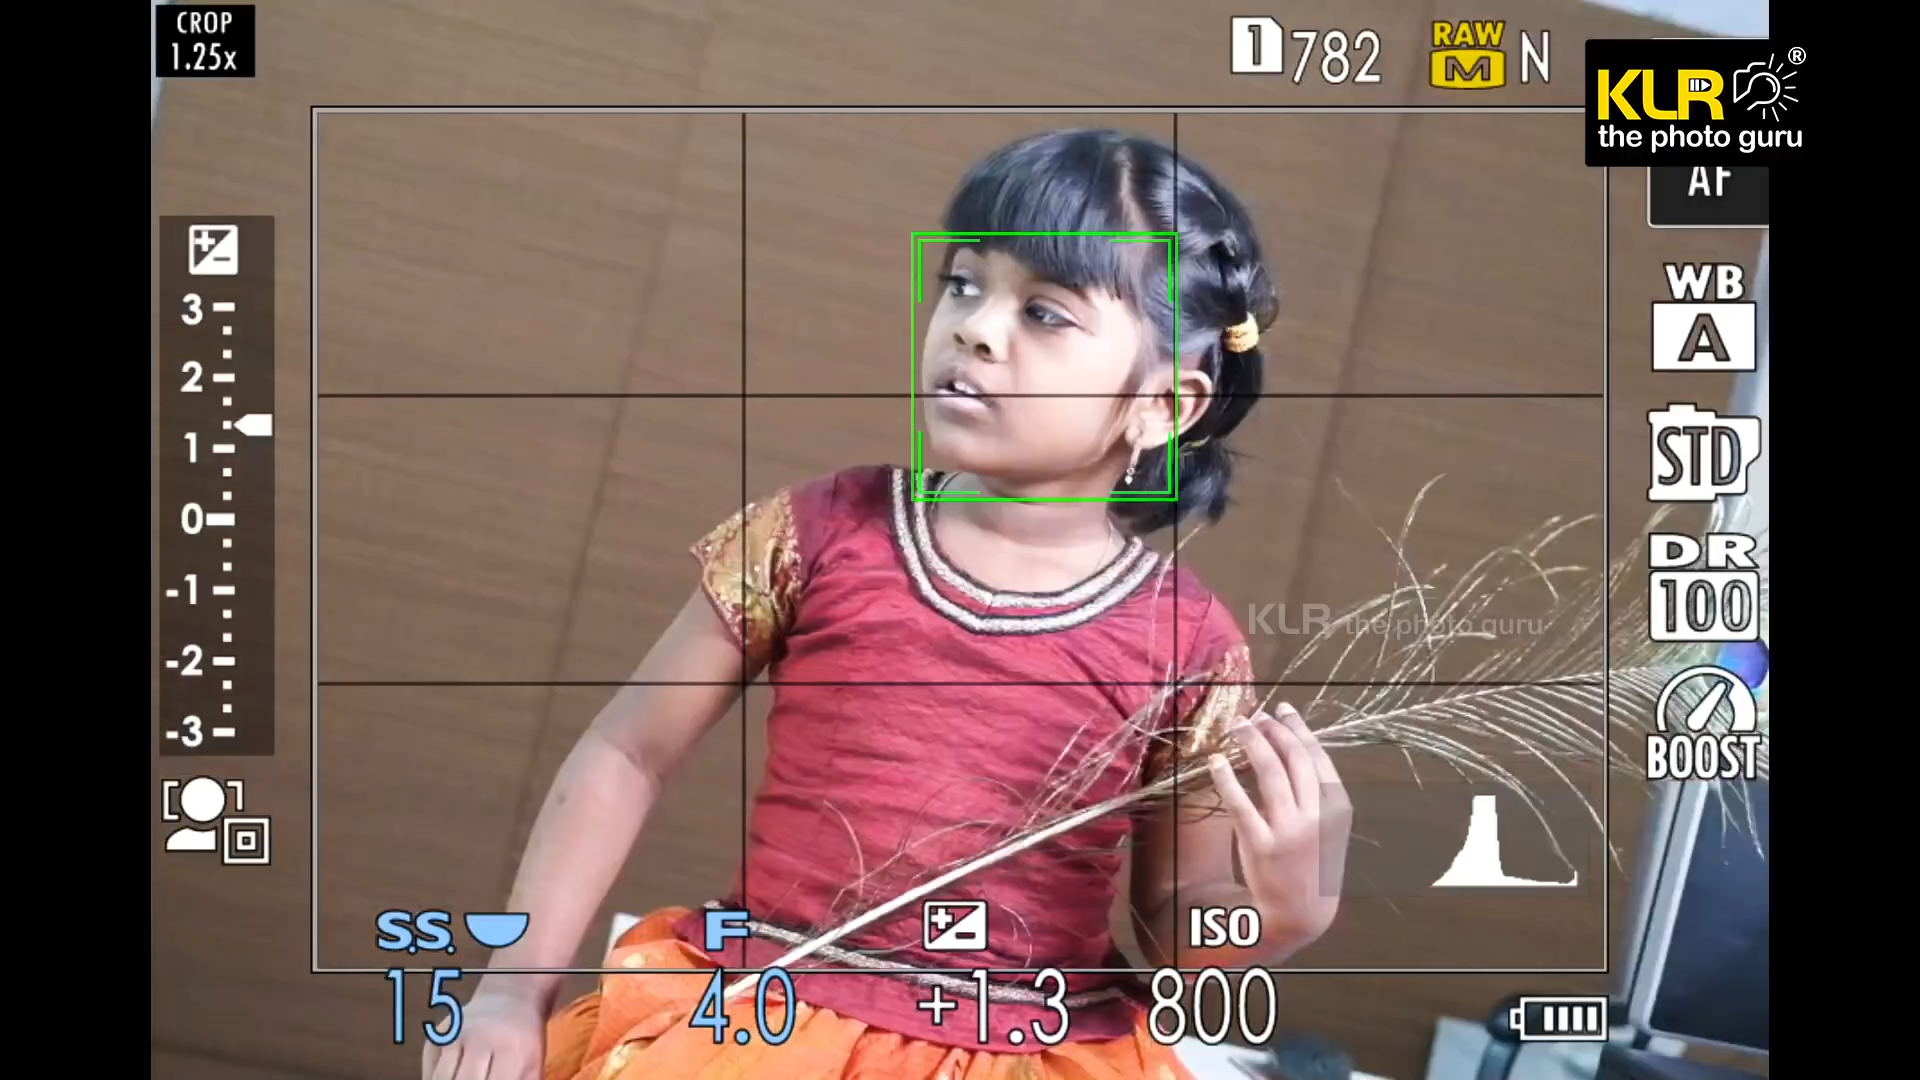 CROP
1.25x
1 782 RAW M N
KLR ®
the photo guru
AF
WB
A
3
2
1
0
-1
-2
-3
STD
DR
100
KLR the photo guru
BOOST
S.S. F ISO
15 4.0 +1.3 800